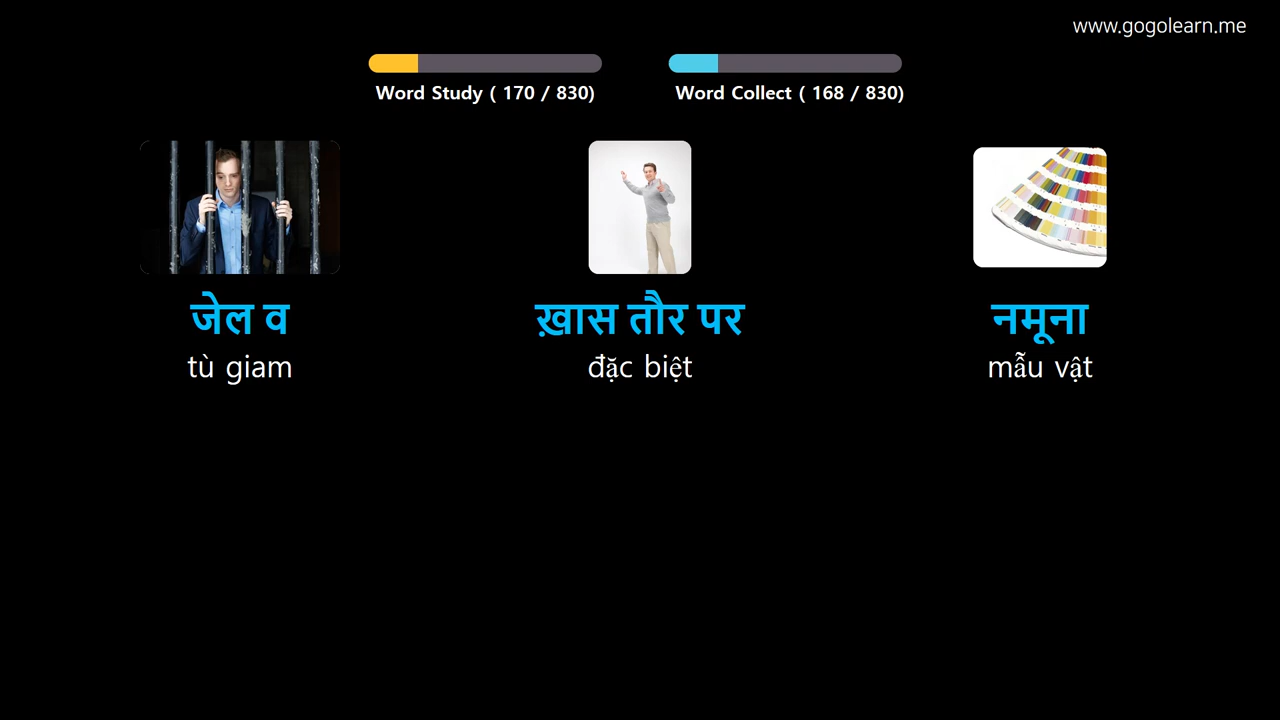 www.gogolearn.me
Word Study ( 170 / 830)
Word Collect ( 168 / 830)
जेल व
ख़ास तौर पर
नमूना
tù giam
đặc biệt
mẫu vật